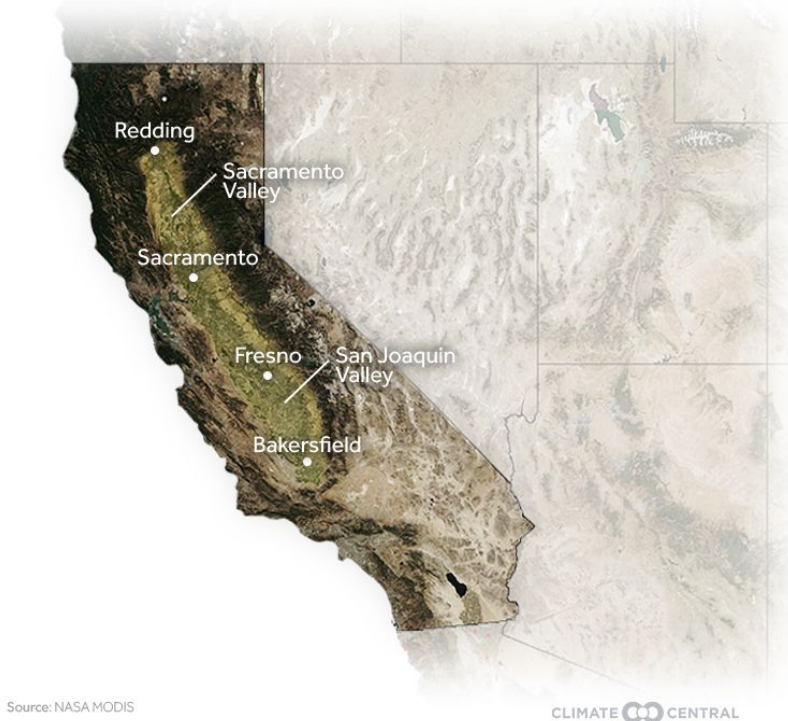 Redding
Sacramento
Valley
Sacramento
Fresno
San Joaquin
Valley
Bakersfield
Source: NASA MODIS
CLIMATE CENTRAL